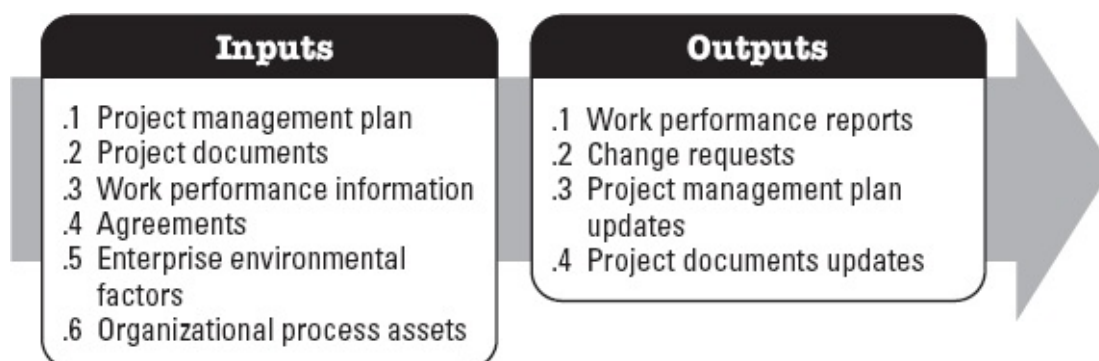 Inputs
.1 Project management plan
.2 Project documents
.3 Work performance information
.4 Agreements
.5 Enterprise environmental
factors
.6 Organizational process assets
Outputs
.1 Work performance reports
.2 Change requests
.3 Project management plan
updates
.4 Project documents updates